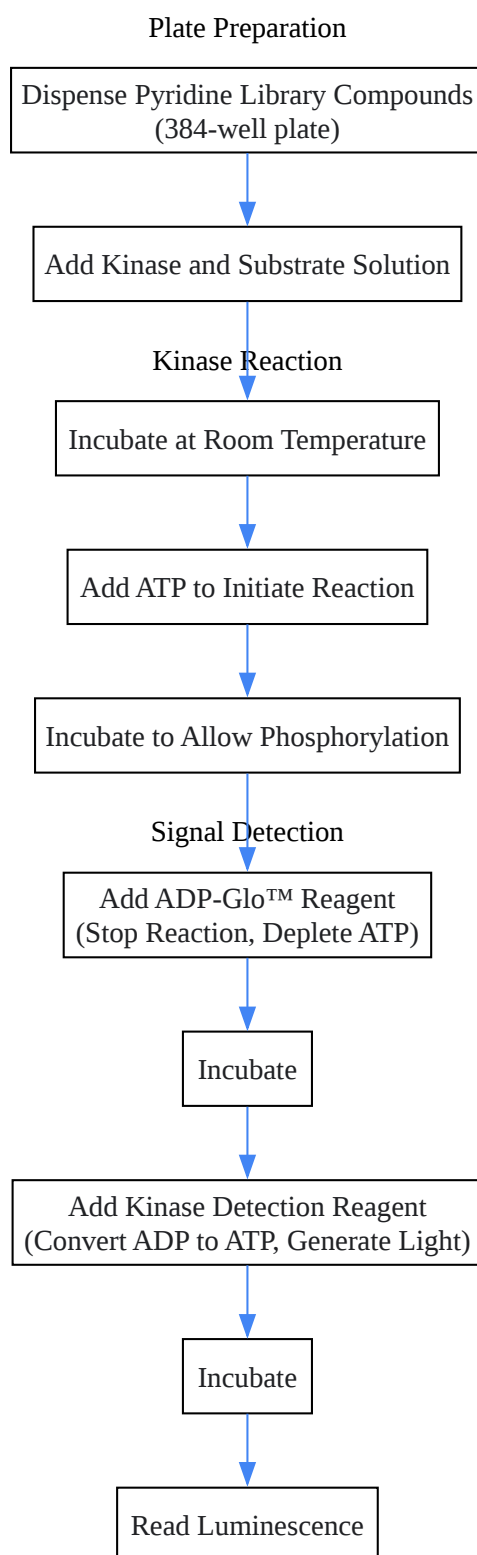 Plate Preparation
Dispense Pyridine Library Compounds
(384-well plate)
Add Kinase and Substrate Solution
Kinase Reaction
Incubate at Room Temperature
Add ATP to Initiate Reaction
Incubate to Allow Phosphorylation
Signal Detection
Add ADP-Glo™ Reagent
(Stop Reaction, Deplete ATP)
Incubate
Add Kinase Detection Reagent
(Convert ADP to ATP, Generate Light)
Incubate
Read Luminescence